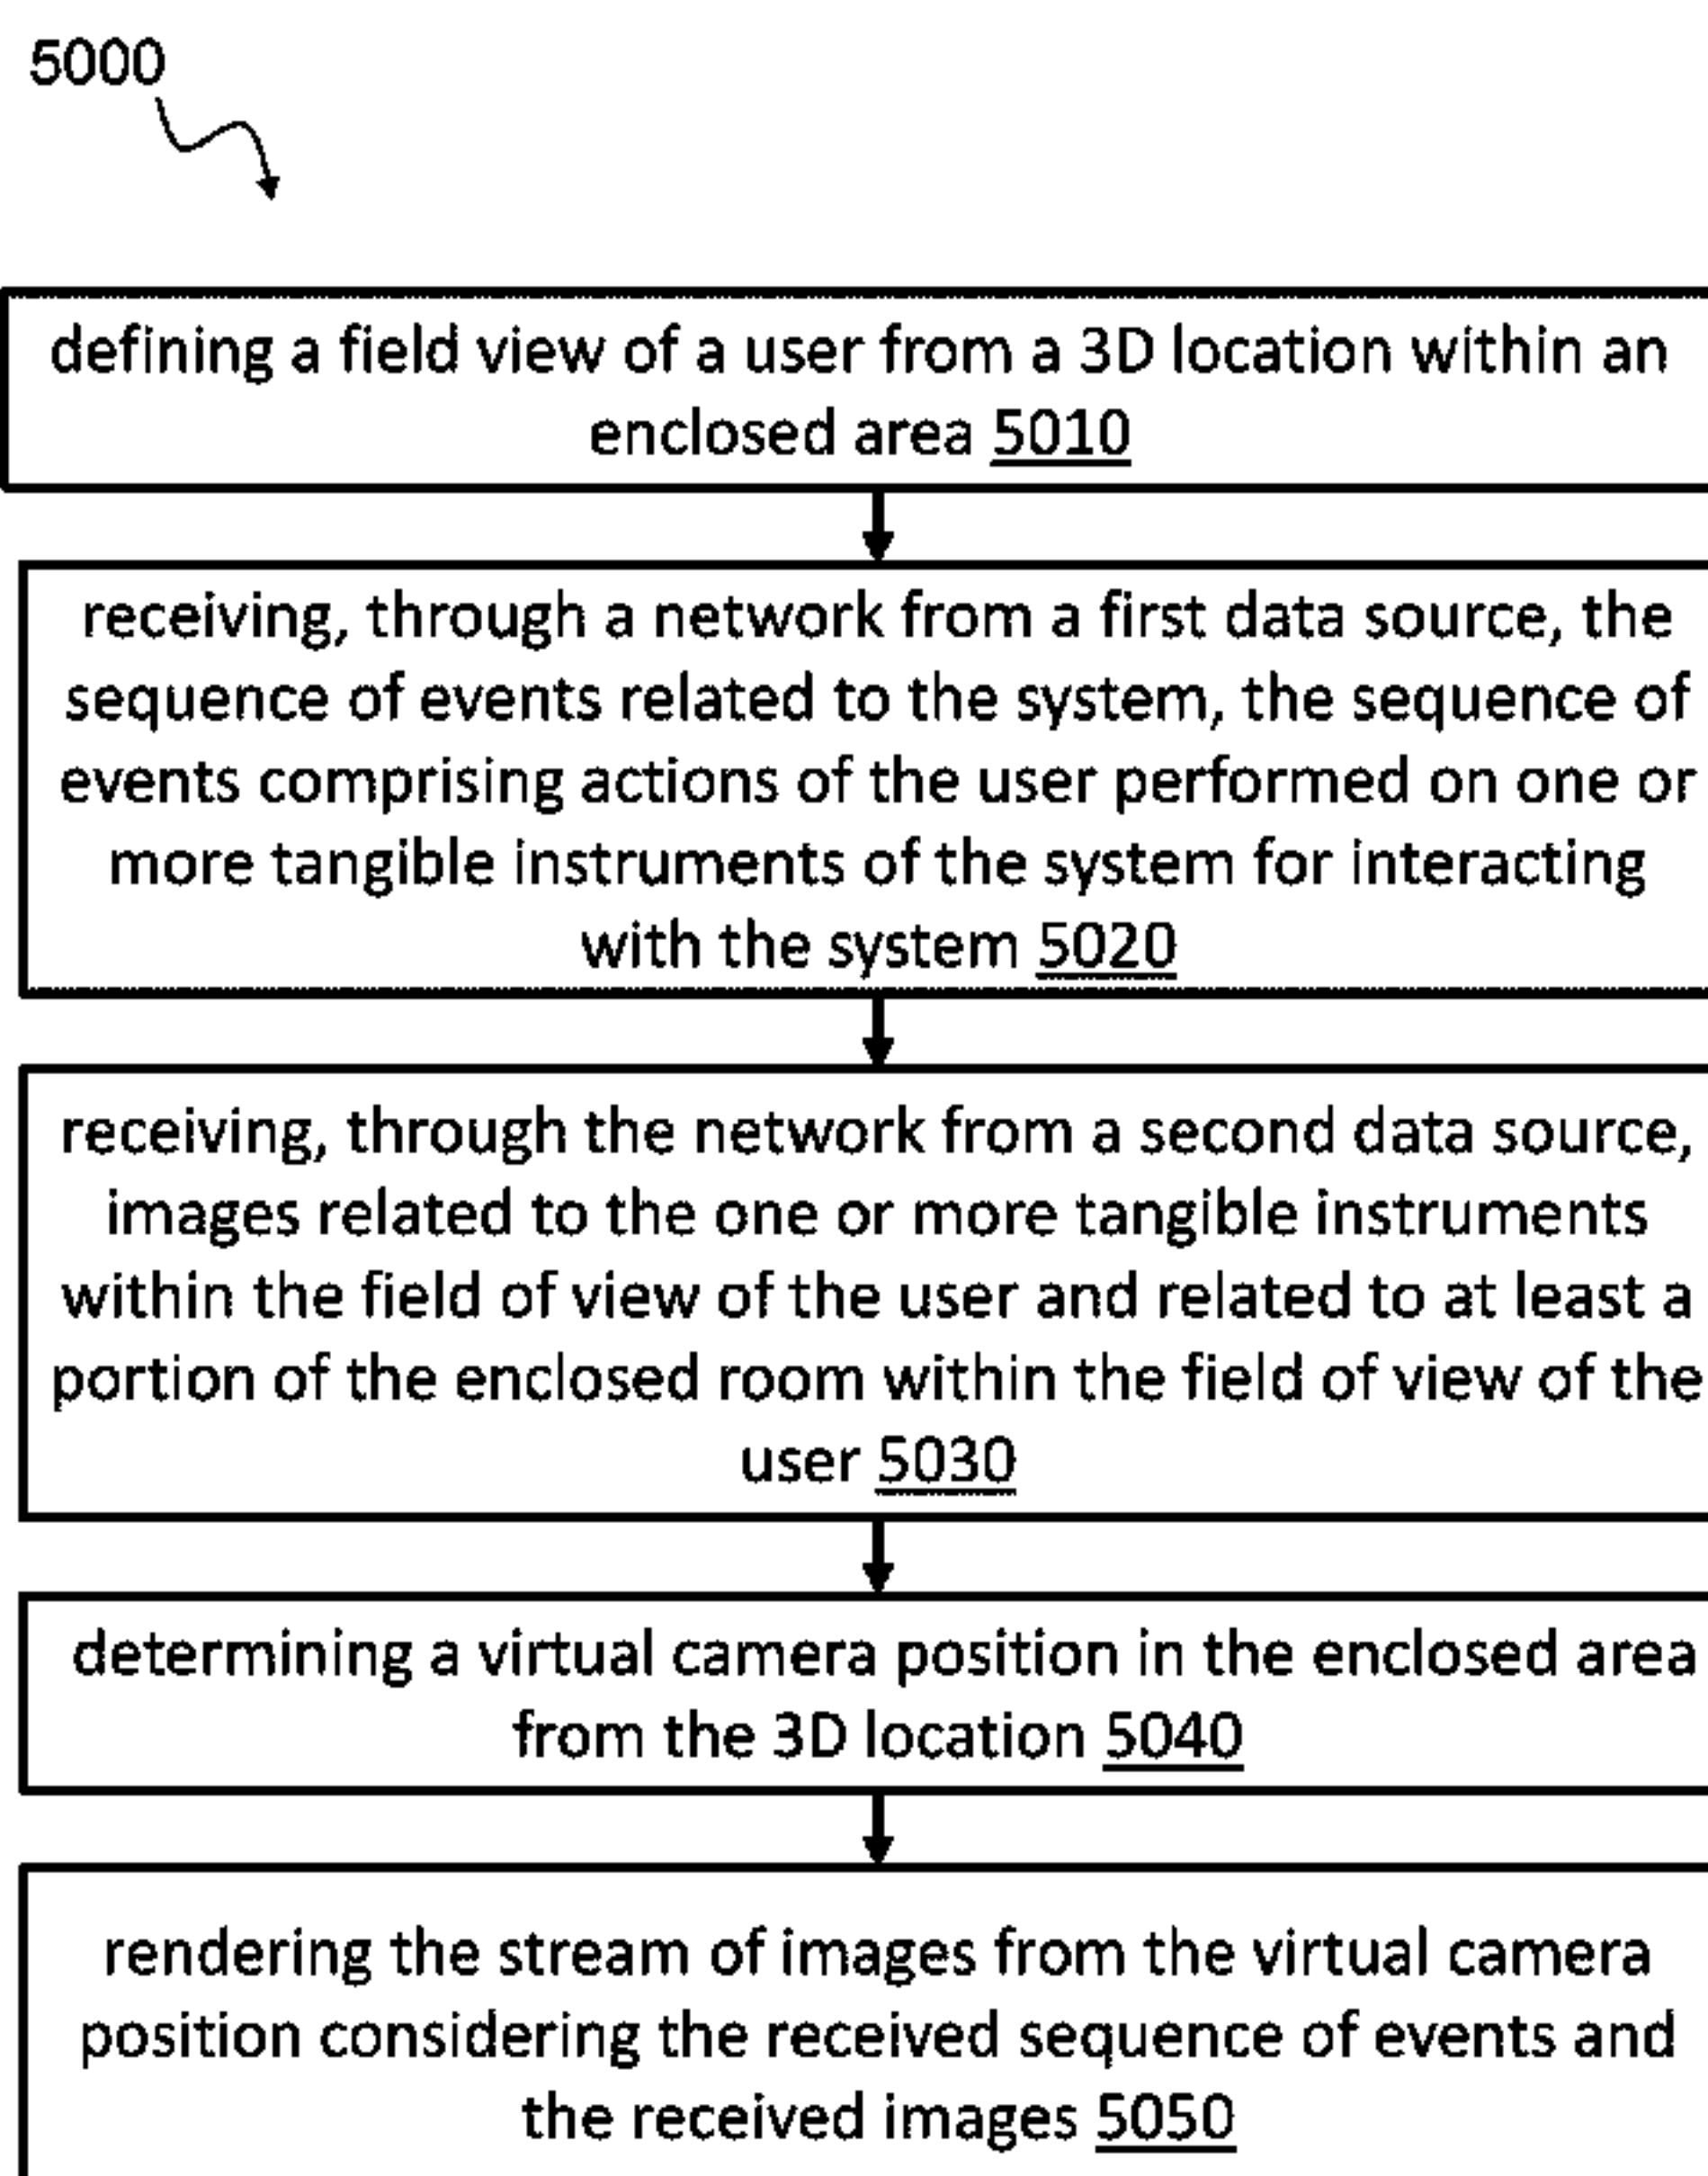 5000
defining a field view of a user from a 3D location within an
enclosed area 5010
receiving, through a network from a first data source, the
sequence of events related to the system, the sequence of
events comprising actions of the user performed on one or
more tangible instruments of the system for interacting
with the system 5020
receiving, through the network from a second data source,
images related to the one or more tangible instruments
within the field of view of the user and related to at least a
portion of the enclosed room within the field of view of the
user 5030
determining a virtual camera position in the enclosed area
from the 3D location 5040
rendering the stream of images from the virtual camera
position considering the received sequence of events and
the received images 5050